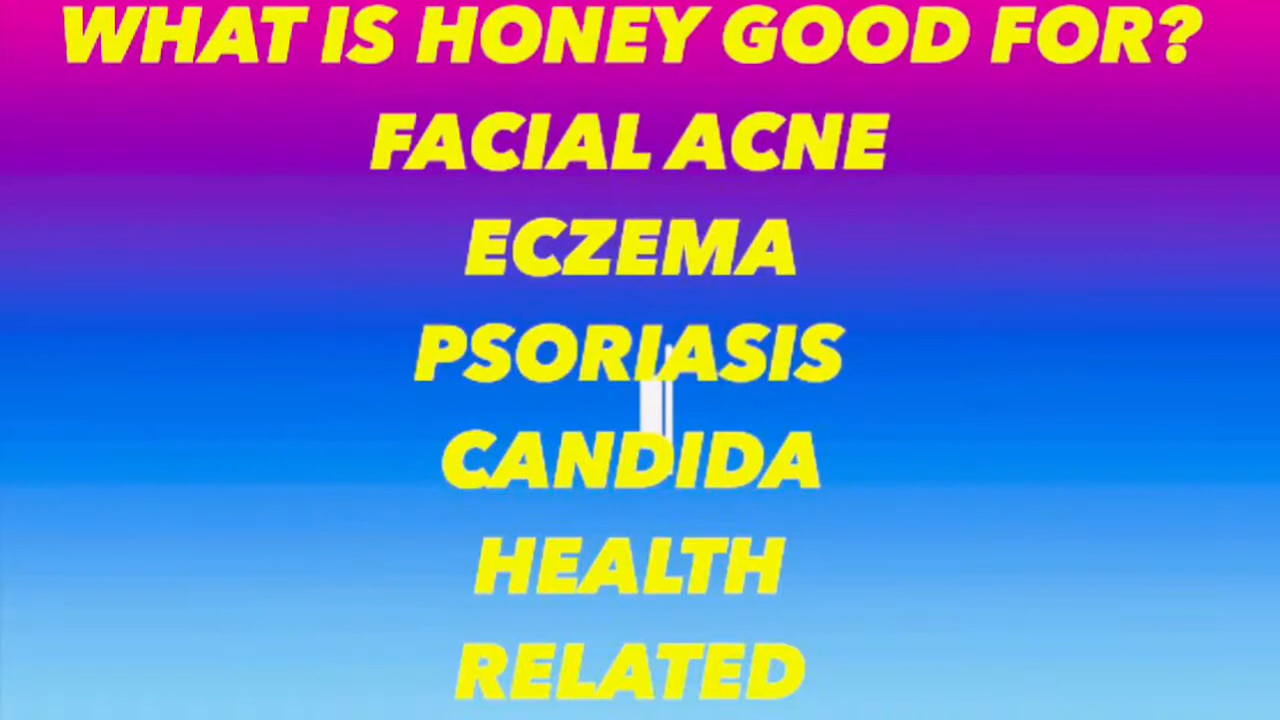 WHAT IS HONEY GOOD FOR?
FACIAL ACNE
ECZEMA
PSORIASIS
CANDIDA
HEALTH
RELATED